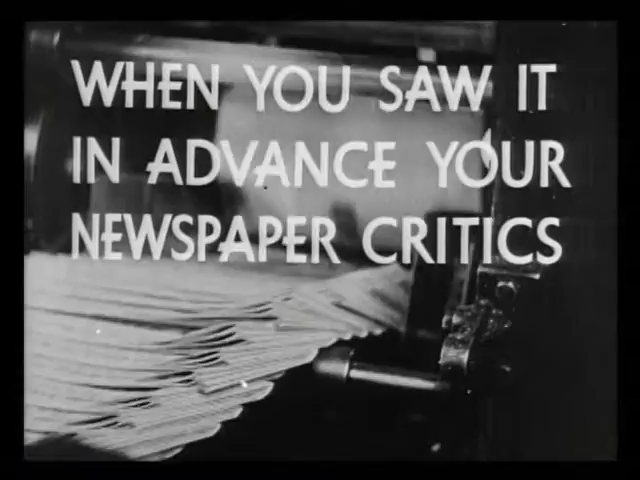 WHEN YOU SAW IT
IN ADVANCE YOUR
NEWSPAPER CRITICS